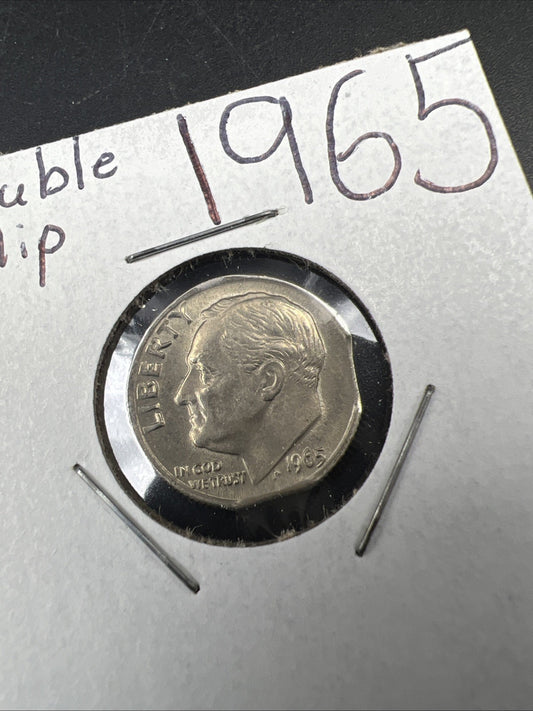 1965
uble
lip
LIBERTY
IN GOD
WE TRUST
1965